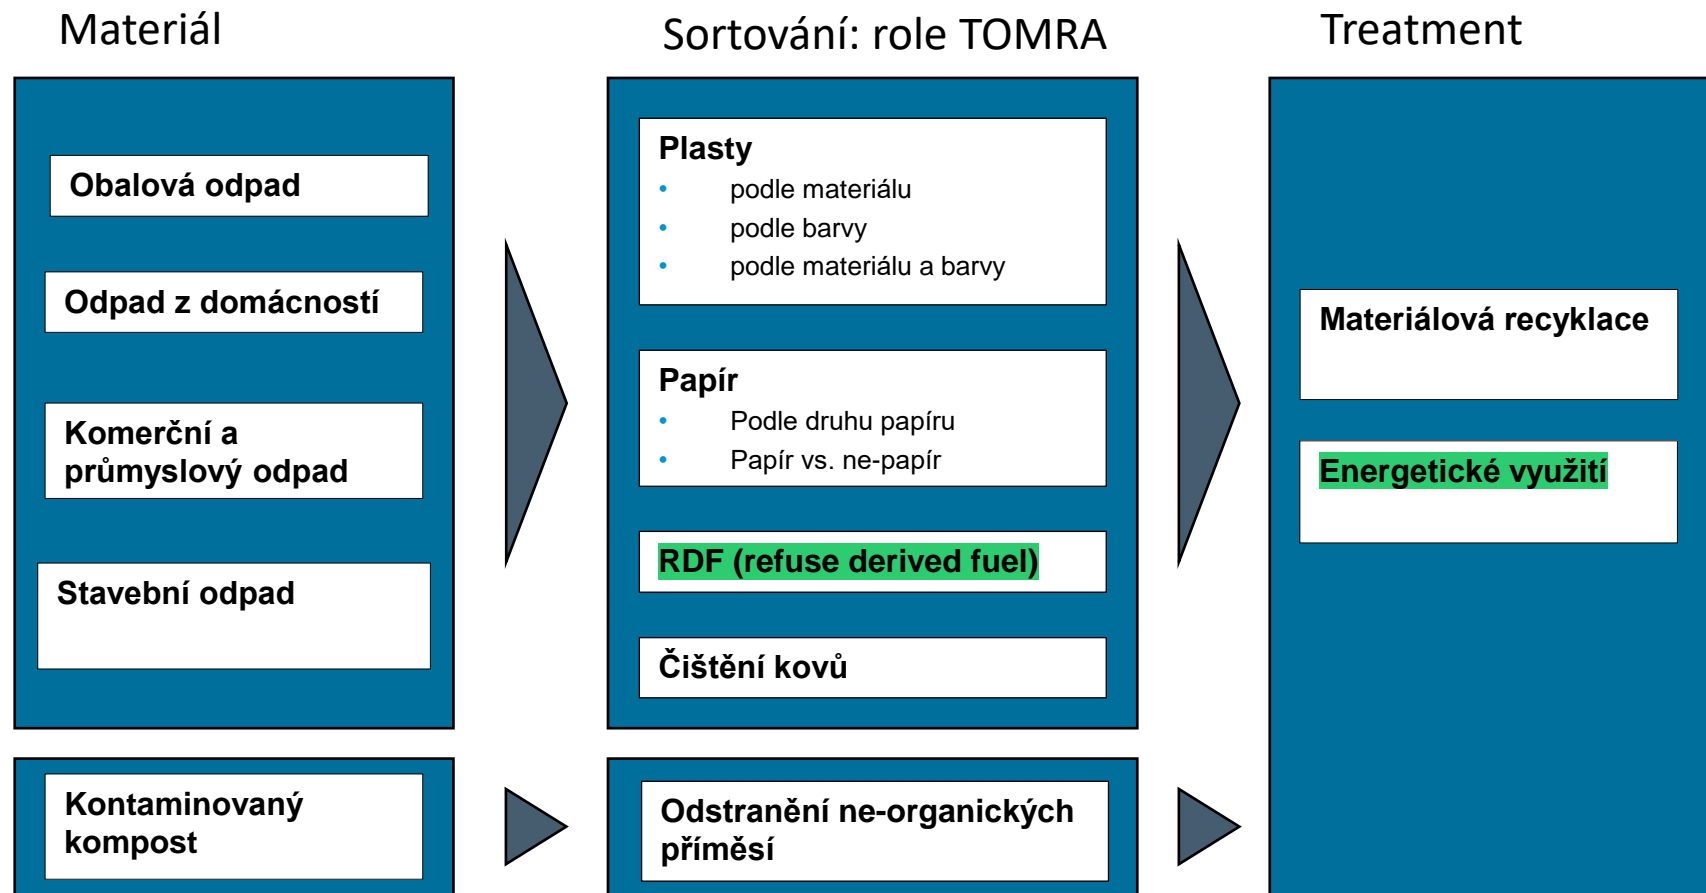 Materiál
Obalová odpad
Odpad z domácností
Komerční a
průmyslový odpad
Stavební odpad
Kontaminovaný
kompost
Sortování: role TOMRA
Plasty
• podle materiálu
• podle barvy
• podle materiálu a barvy
Papír
• Podle druhu papíru
• Papír vs. ne-papír
RDF (refuse derived fuel)
Čištění kovů
Odstranění ne-organických
příměsí
Treatment
Materiálová recyklace
Energetické využití